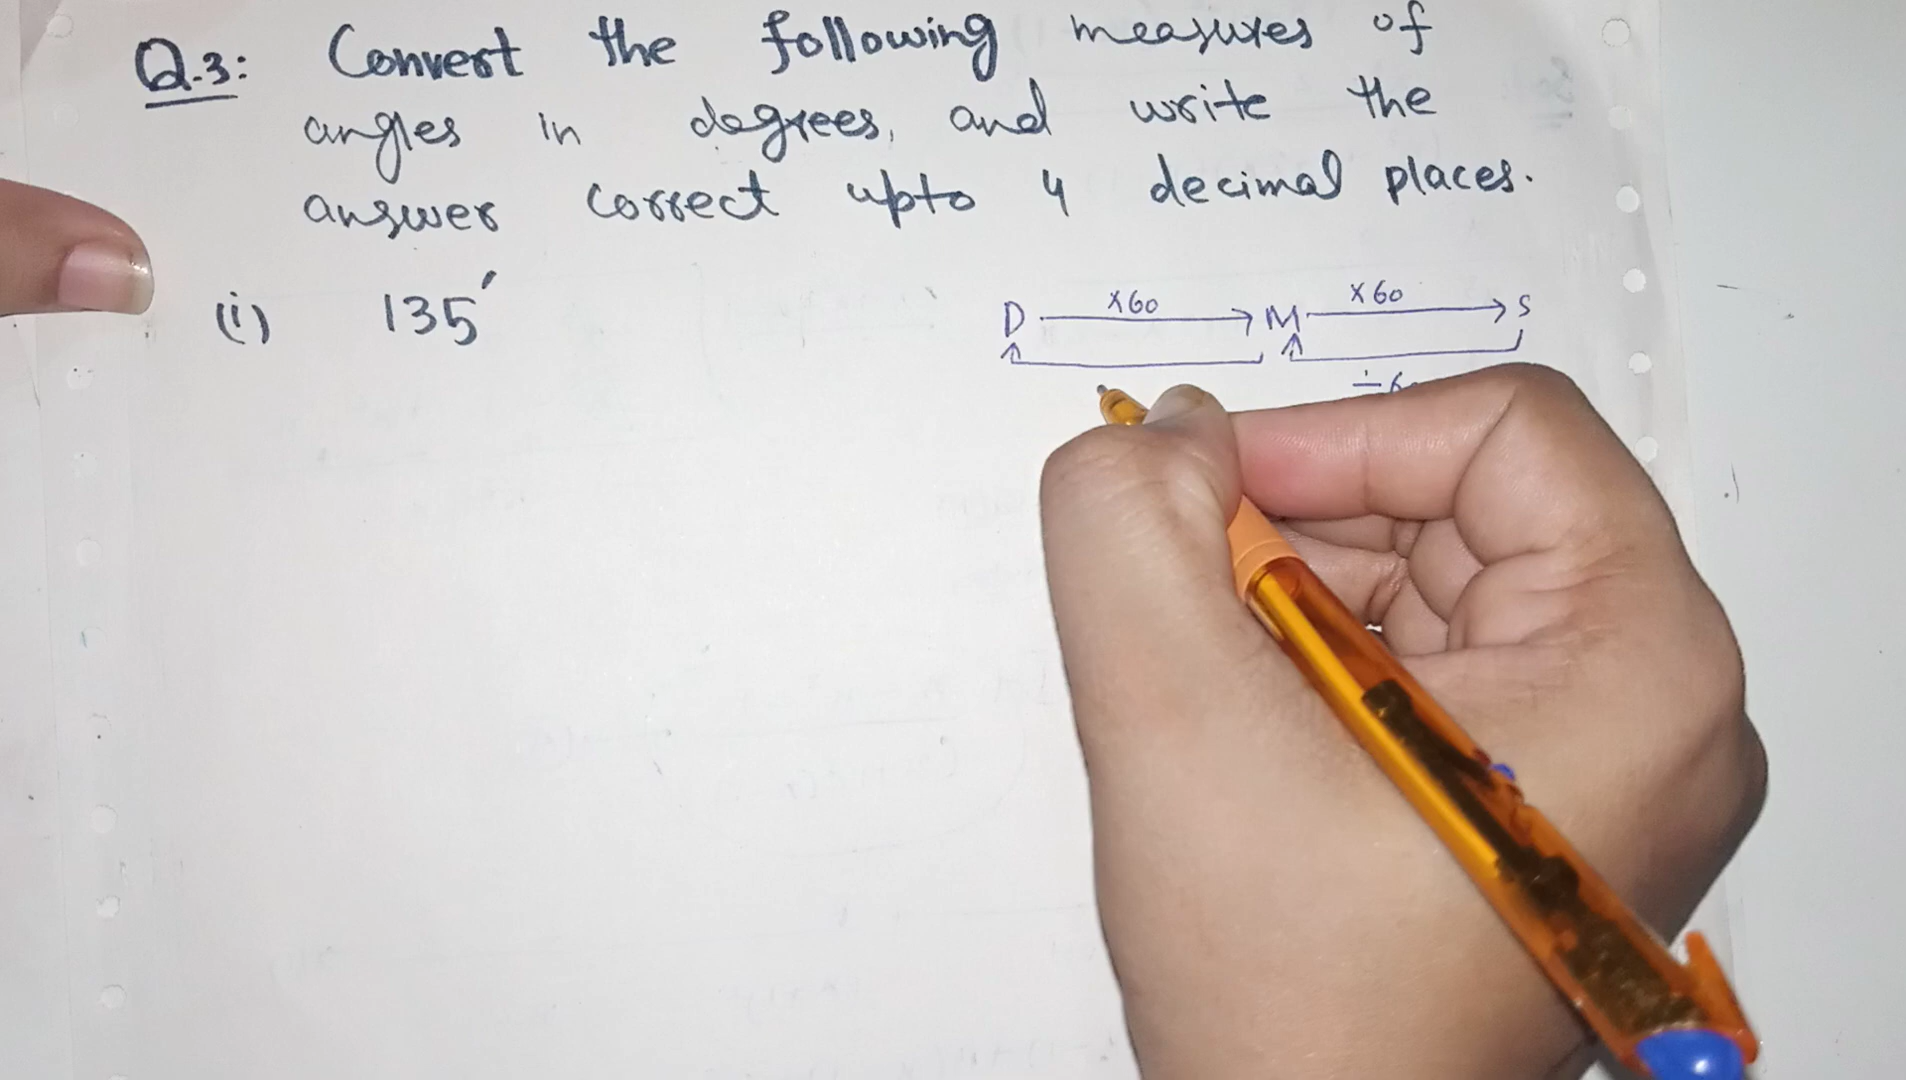 Q.3: Convert the following measures of
angles in degrees, and write the
answer correct upto 4 decimal places.
(i) 135′
D ×60 M ×60 S